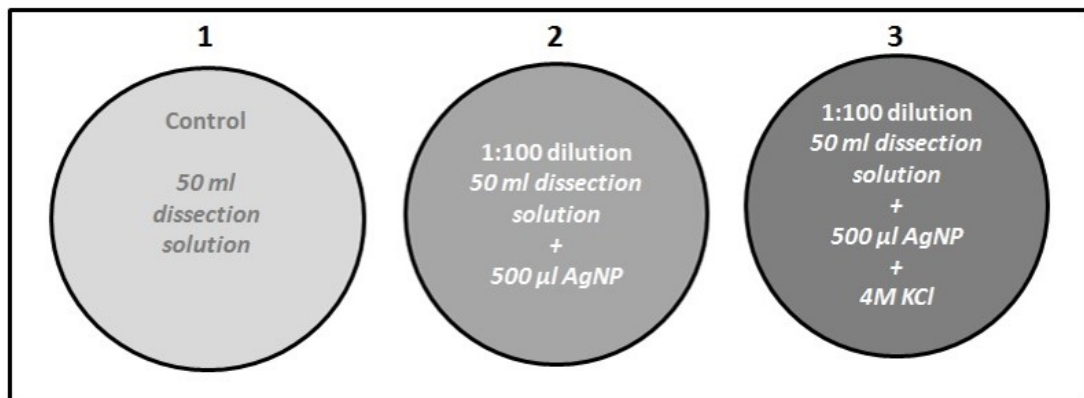 1
2
3
Control
50 ml
dissection
solution
1:100 dilution
50 ml dissection
solution
+
500 µl AgNP
1:100 dilution
50 ml dissection
solution
+
500 µl AgNP
+
4M KCl